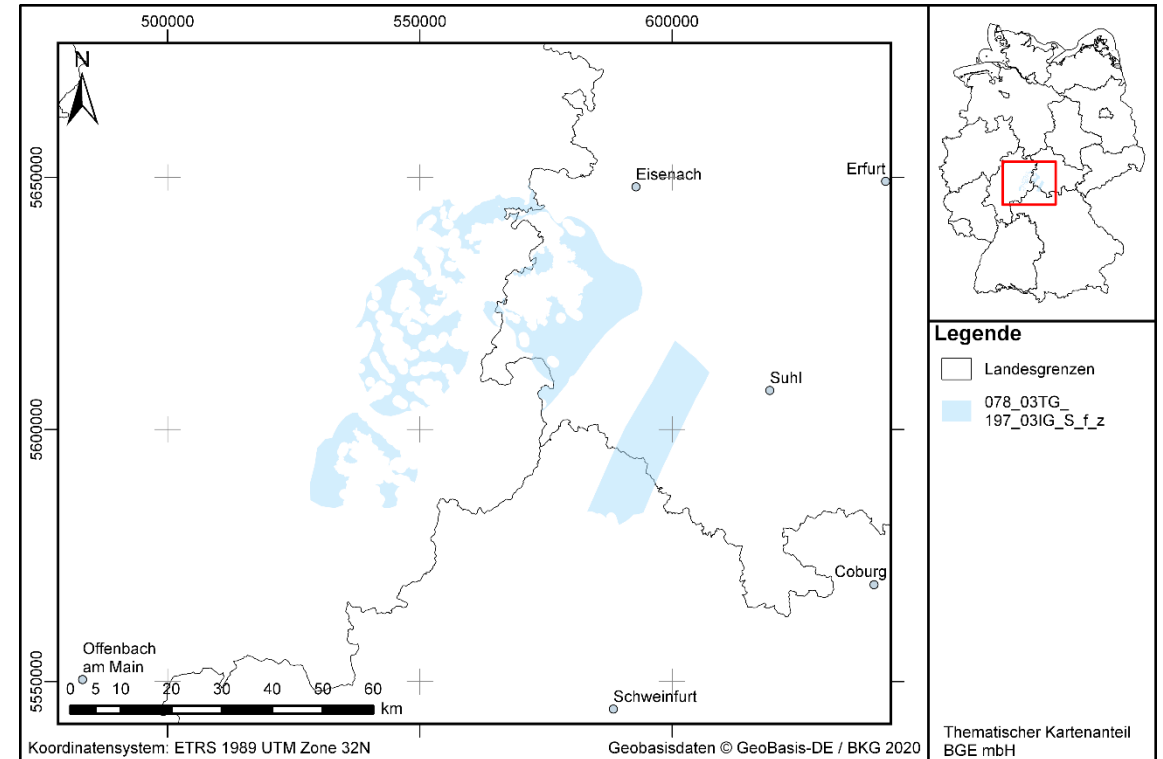 500000
550000
600000
N
5650000
5600000
5550000
Eisenach
Erfurt
Suhl
Coburg
Offenbach
am Main
Schweinfurt
0 5 10 20 30 40 50 60
km
Koordinatensystem: ETRS 1989 UTM Zone 32N
Geobasisdaten © GeoBasis-DE / BKG 2020
Legende
Landesgrenzen
078_03TG_
197_03IG_S_f_z
Thematischer Kartenanteil
BGE mbH